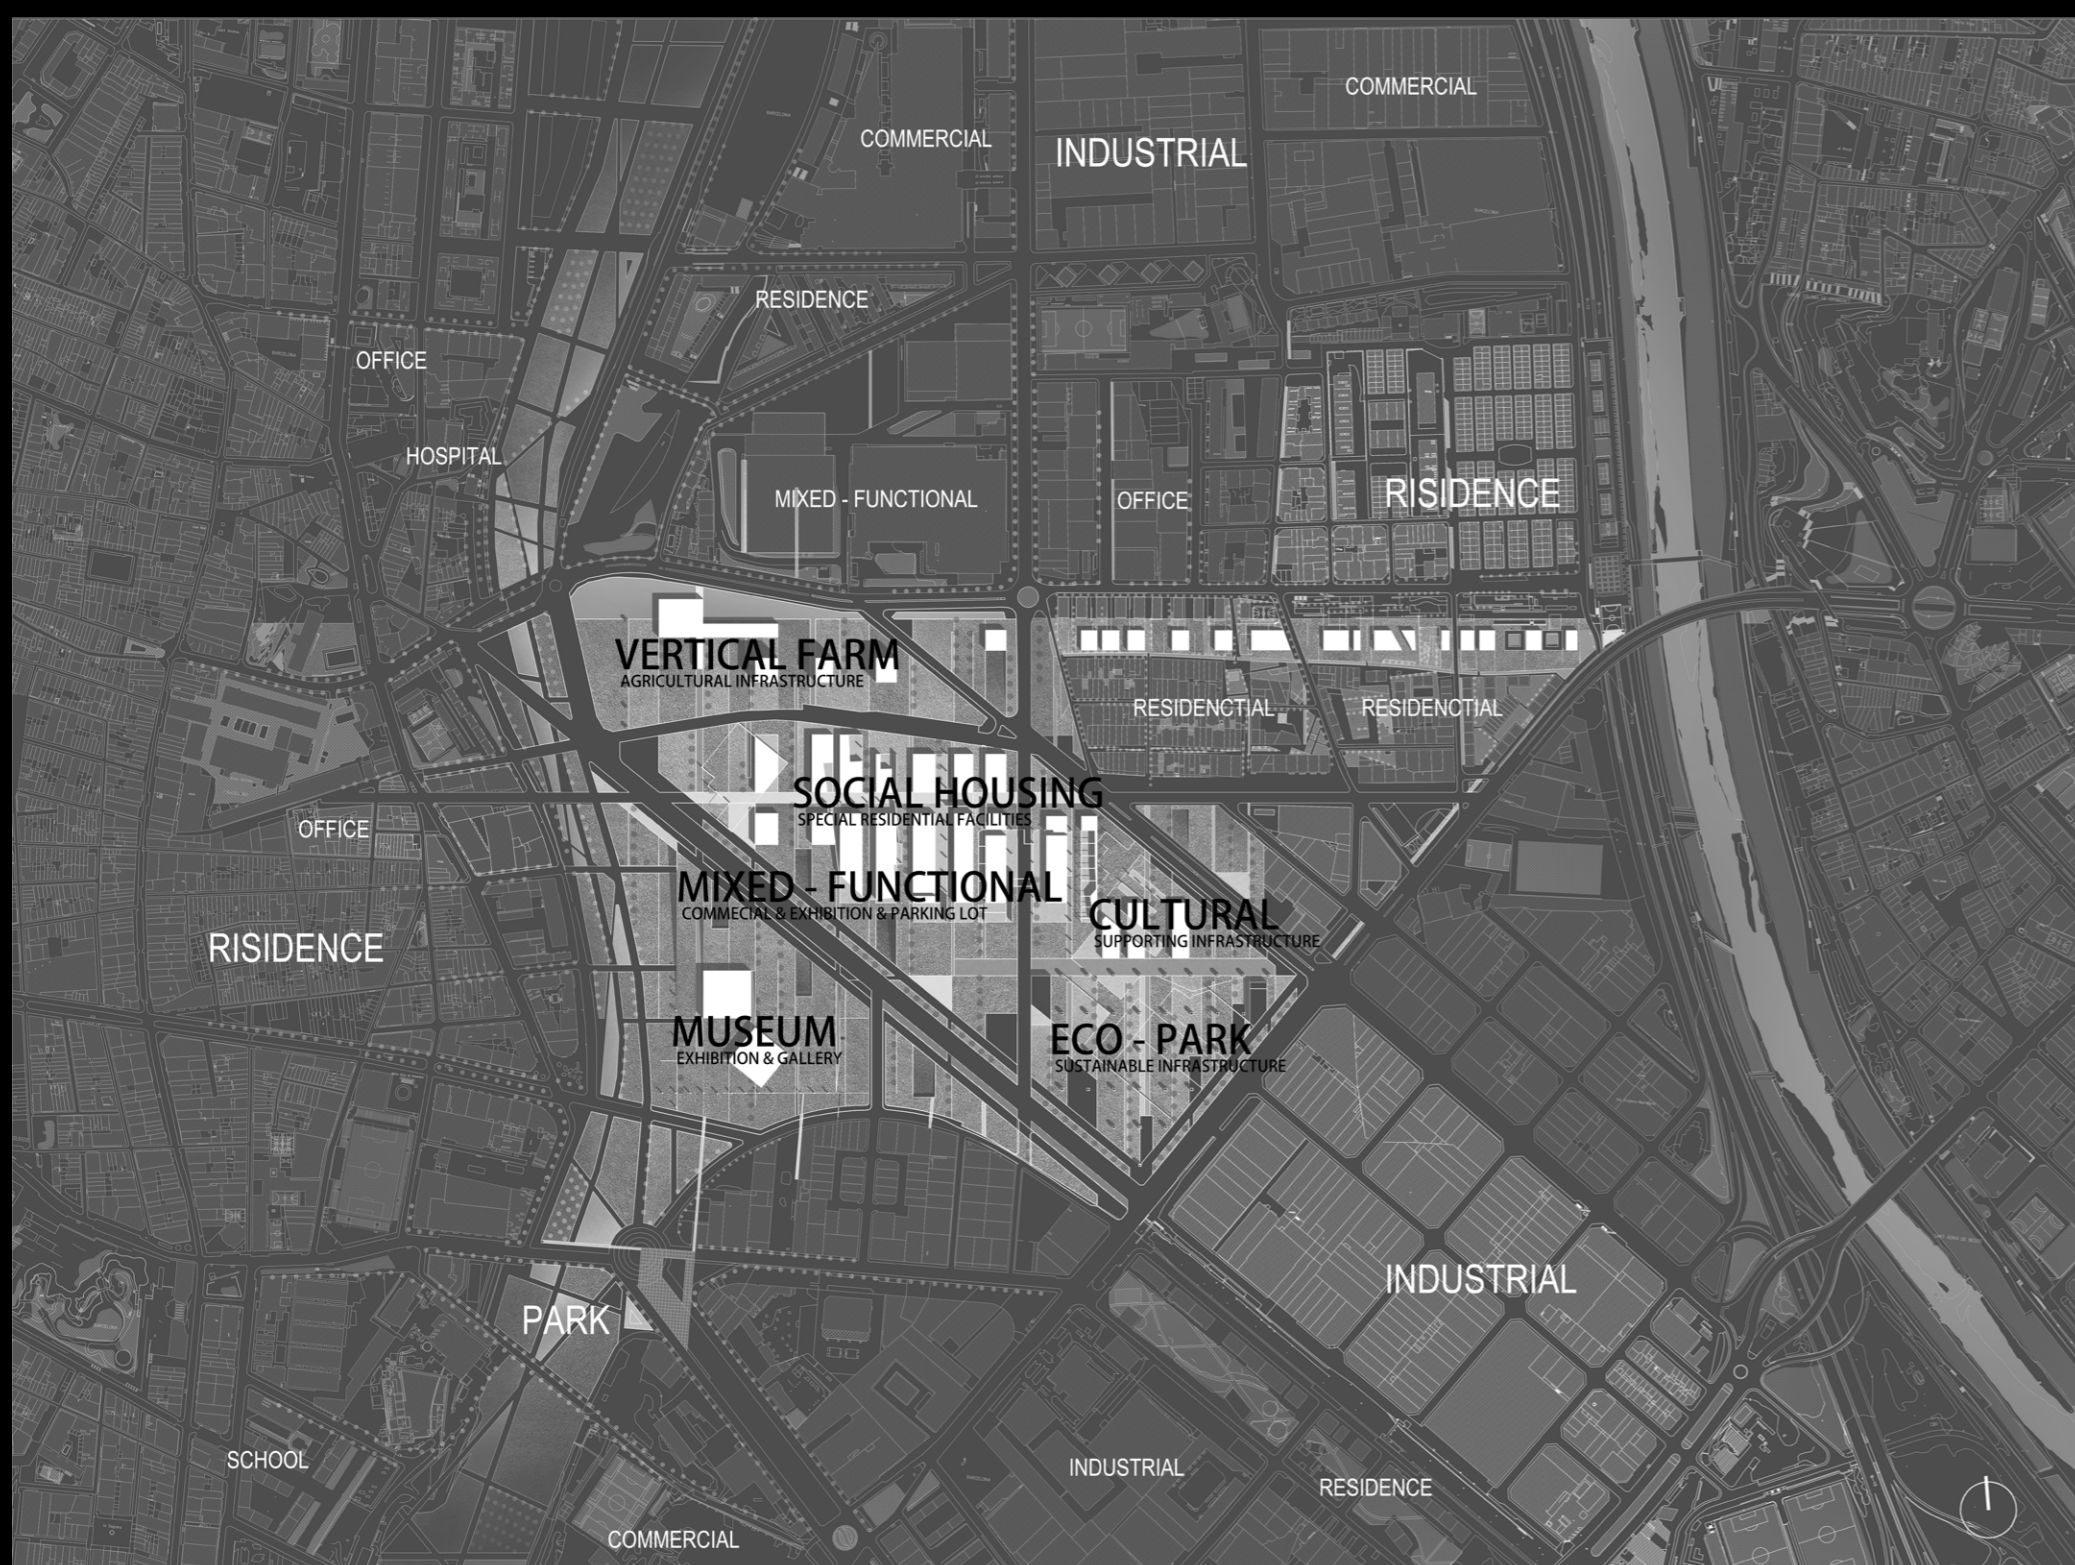 COMMERCIAL
COMMERCIAL
INDUSTRIAL
RESIDENCE
OFFICE
HOSPITAL
MIXED - FUNCTIONAL
OFFICE
RISIDENCE
VERTICAL FARM
AGRICULTURAL INFRASTRUCTURE
RESIDENCTIAL
RESIDENCTIAL
SOCIAL HOUSING
SPECIAL RESIDENTIAL FACILITIES
OFFICE
MIXED - FUNCTIONAL
COMMECIAL & EXHIBITION & PARKING LOT
CULTURAL
SUPPORTING INFRASTRUCTURE
RISIDENCE
MUSEUM
EXHIBITION & GALLERY
ECO - PARK
SUSTAINABLE INFRASTRUCTURE
INDUSTRIAL
PARK
SCHOOL
INDUSTRIAL
RESIDENCE
COMMERCIAL